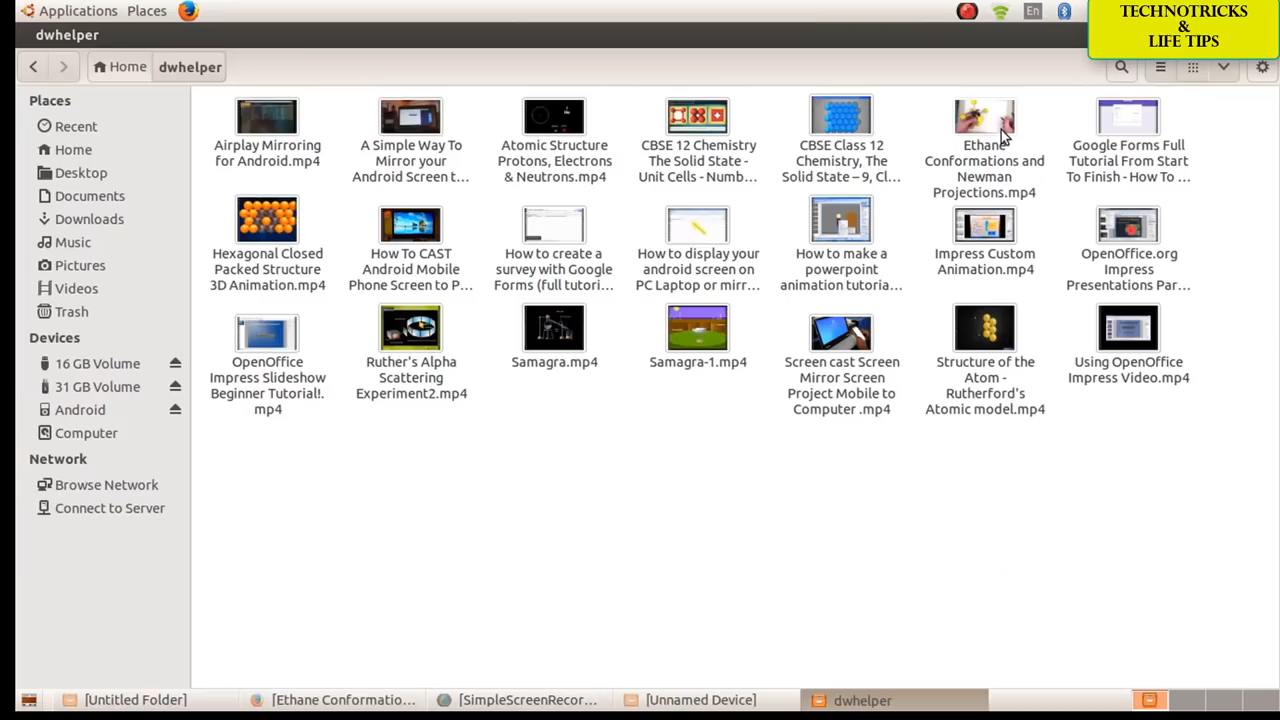 Applications Places
En
TECHNOTRICKS
&
LIFE TIPS
dwhelper
Home dwhelper
Places
Recent
Home
Desktop
Documents
Downloads
Music
Pictures
Videos
Trash
Devices
16 GB Volume
31 GB Volume
Android
Computer
Network
Browse Network
Connect to Server
Airplay Mirroring
for Android.mp4
A Simple Way To
Mirror your
Android Screen t...
Atomic Structure
Protons, Electrons
& Neutrons.mp4
CBSE 12 Chemistry
The Solid State -
Unit Cells - Numb...
CBSE Class 12
Chemistry, The
Solid State – 9, Cl...
Ethane
Conformations and
Newman
Projections.mp4
Google Forms Full
Tutorial From Start
To Finish - How To ...
Hexagonal Closed
Packed Structure
3D Animation.mp4
How To CAST
Android Mobile
Phone Screen to P...
How to create a
survey with Google
Forms (full tutori...
How to display your
android screen on
PC Laptop or mirr...
How to make a
powerpoint
animation tutoria...
Impress Custom
Animation.mp4
OpenOffice.org
Impress
Presentations Par...
OpenOffice
Impress Slideshow
Beginner Tutorial!.
mp4
Ruther's Alpha
Scattering
Experiment2.mp4
Samagra.mp4
Samagra-1.mp4
Screen cast Screen
Mirror Screen
Project Mobile to
Computer .mp4
Structure of the
Atom -
Rutherford's
Atomic model.mp4
Using OpenOffice
Impress Video.mp4
[Untitled Folder] [Ethane Conformatio... [SimpleScreenRecor... [Unnamed Device] dwhelper